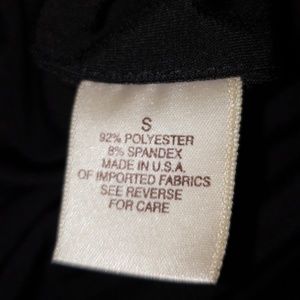 S
92% POLYESTER
8% SPANDEX
MADE IN U.S.A.
OF IMPORTED FABRICS
SEE REVERSE
FOR CARE